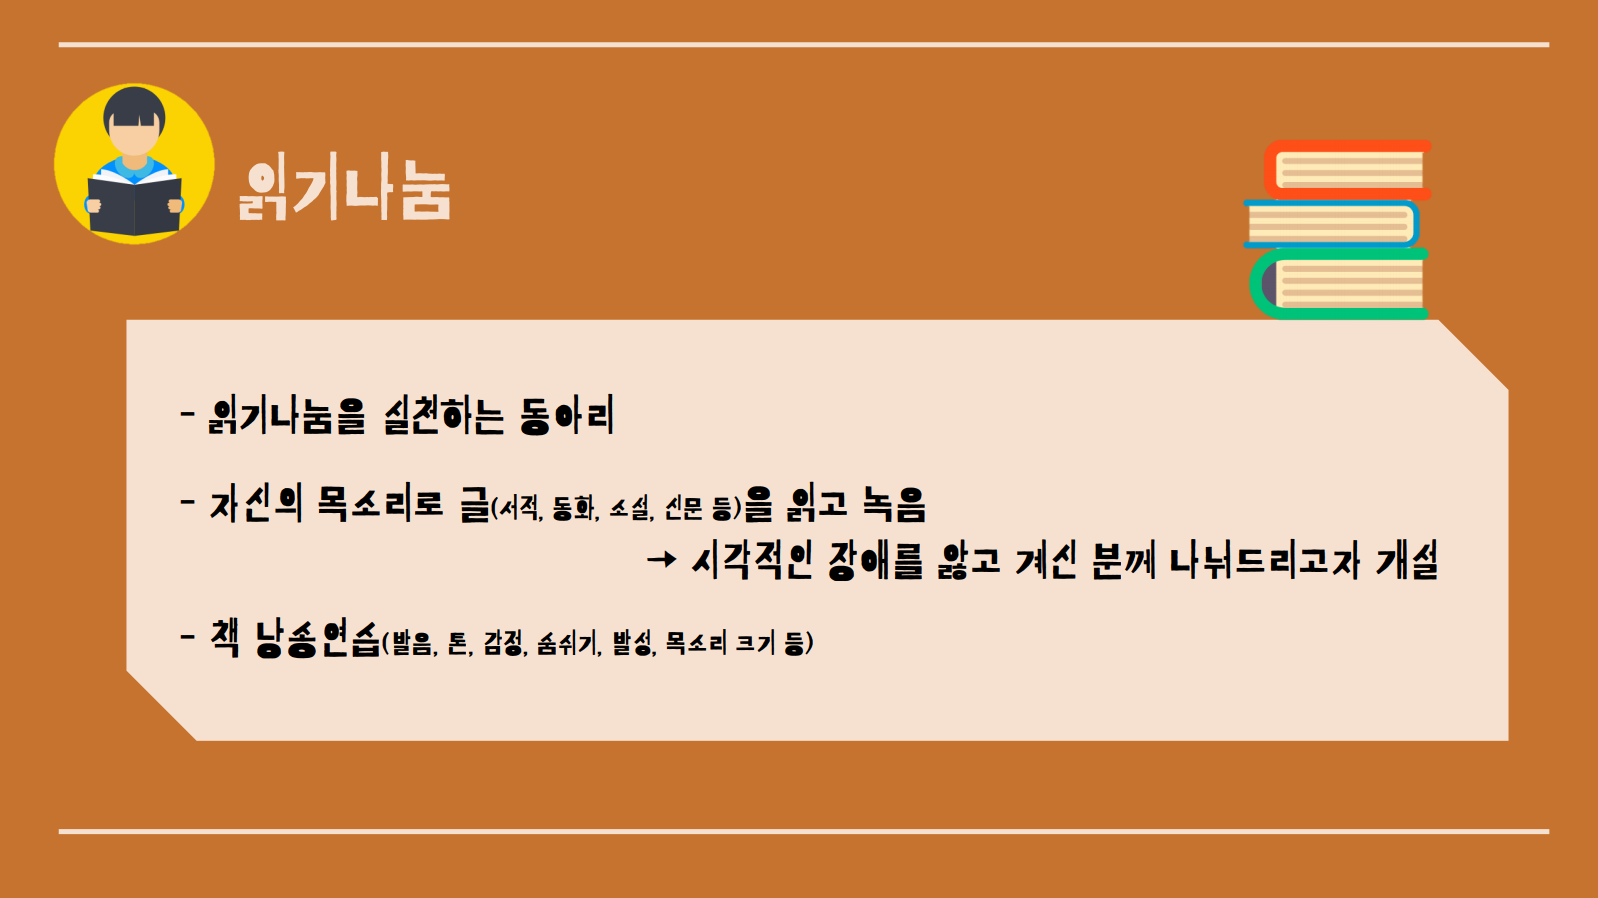 읽기나눔
- 읽기나눔을 실천하는 동아리
- 자신의 목소리로 글(서적, 동화, 소설, 신문 등)을 읽고 녹음
→ 시각적인 장애를 앓고 계신 분께 나눠드리고자 개설
- 책 낭송연습(발음, 톤, 감정, 숨쉬기, 발성, 목소리 크기 등)